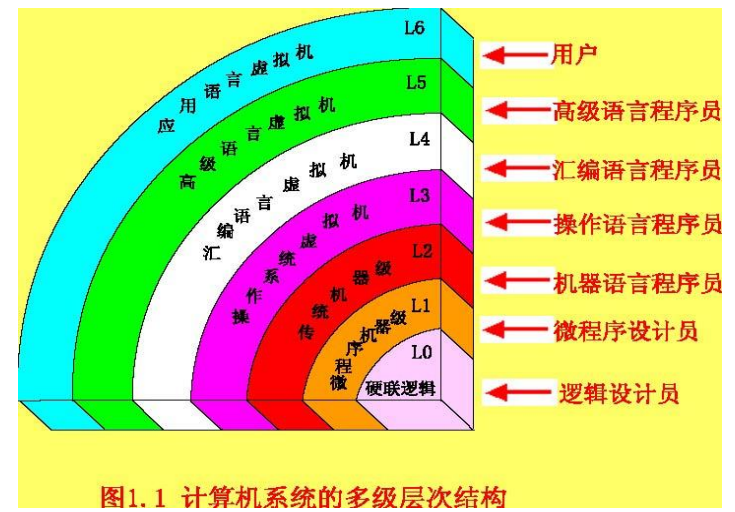 L6
应用语言虚拟机
用户
L5
高级语言虚拟机
高级语言程序员
L4
汇编语言虚拟机
汇编语言程序员
L3
操作系统虚拟机
操作语言程序员
L2
传统机器级
机器语言程序员
L1
微程序机器级
微程序设计员
L0
硬联逻辑
逻辑设计员
图1.1 计算机系统的多级层次结构